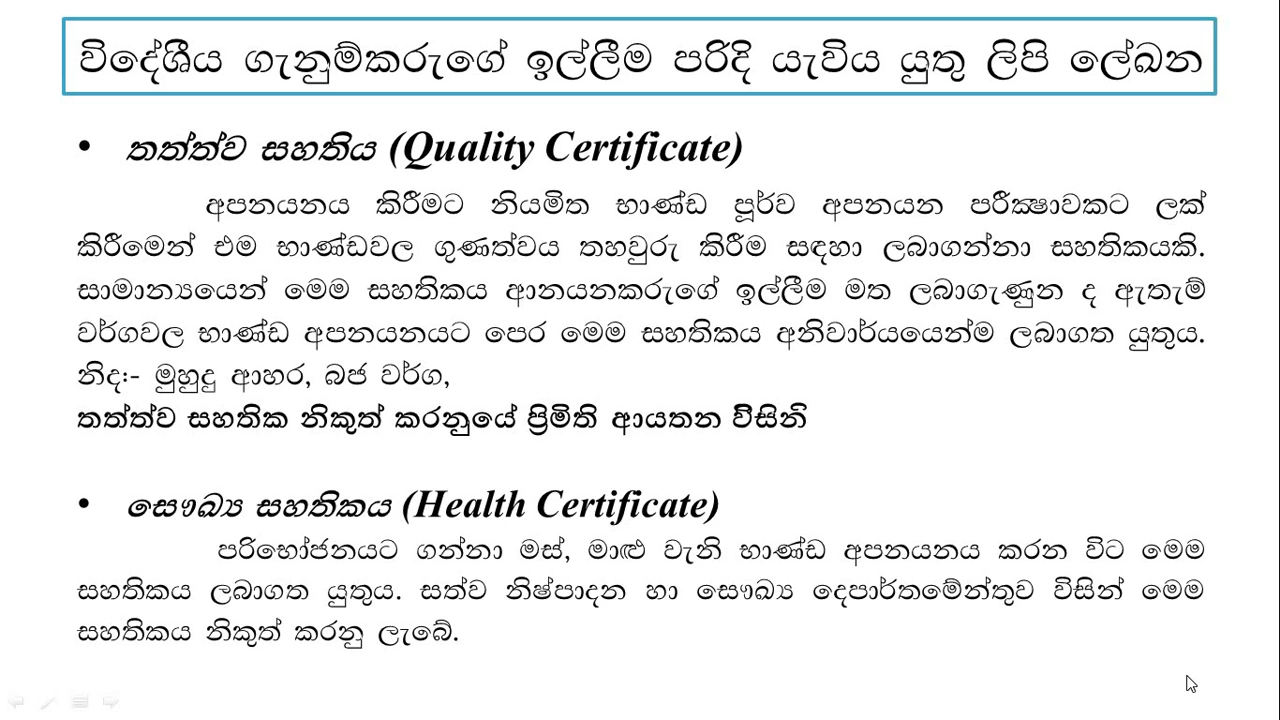 විදේශීය ගැනුම්කරුගේ ඉල්ලීම පරිදි යැවිය යුතු ලිපි ලේඛන
• තත්ත්ව සහතිය (Quality Certificate)
අපනයනය කිරීමට නියමිත භාණ්ඩ පූර්ව අපනයන පරීක්‍ෂාවකට ලක්
කිරීමෙන් එම භාණ්ඩවල ගුණත්වය තහවුරු කිරීම සඳහා ලබාගන්නා සහතිකයකි.
සාමාන්‍යයෙන් මෙම සහතිකය ආනයනකරුගේ ඉල්ලීම මත ලබාගැණුන ද ඇතැම්
වර්ගවල භාණ්ඩ අපනයනයට පෙර මෙම සහතිකය අනිවාර්යයෙන්ම ලබාගත යුතුය.
නිද:- මුහුදු ආහර, බජ වර්ග,
තත්ත්ව සහතික නිකුත් කරනුයේ ප්‍රිමිති ආයතන විසිනි
• සෞඛ්‍ය සහතිකය (Health Certificate)
පරිභෝජනයට ගන්නා මස්, මාළු වැනි භාණ්ඩ අපනයනය කරන විට මෙම
සහතිකය ලබාගත යුතුය. සත්ව නිෂ්පාදන හා සෞඛ්‍ය දෙපාර්තමේන්තුව විසින් මෙම
සහතිකය නිකුත් කරනු ලැබේ.